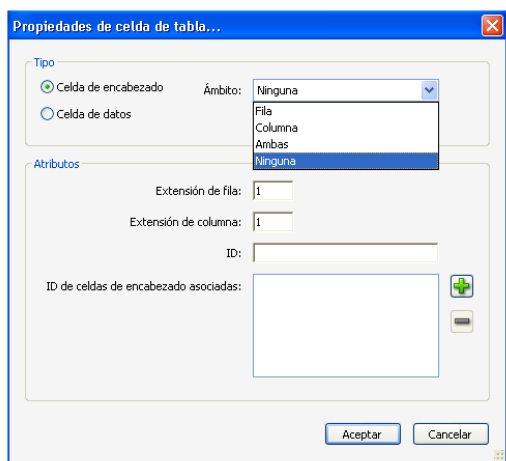 Propiedades de celda de tabla...
Tipo
Celda de encabezado
Ámbito:
Ninguna
Celda de datos
Fila
Columna
Ambas
Ninguna
Atributos
Extensión de fila:
1
Extensión de columna:
1
ID:
ID de celdas de encabezado asociadas:
Aceptar
Cancelar